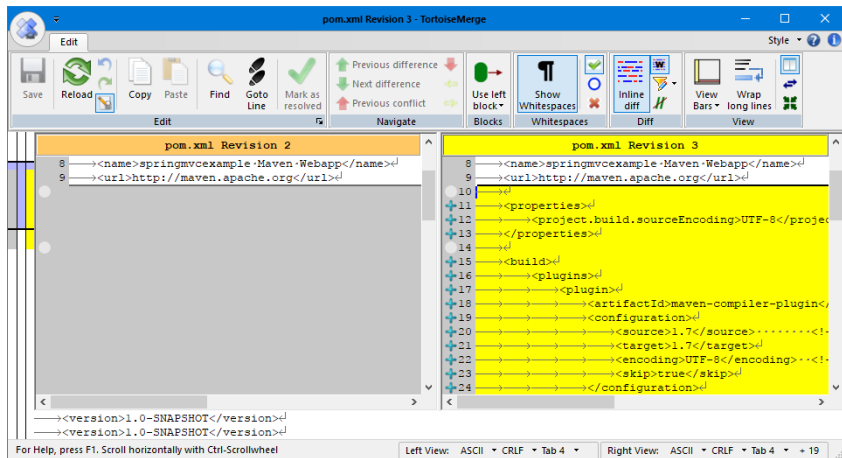 pom.xml Revision 3 - TortoiseMerge
Edit
Style
Save
Reload
Copy
Paste
Find
Goto Line
Mark as resolved
Edit
Previous difference
Next difference
Previous conflict
Navigate
Use left block
Blocks
Show Whitespaces
Whitespaces
Inline diff
Diff
View Bars
Wrap long lines
View
pom.xml Revision 2
8 <name>springmvcexample·Maven·Webapp</name>
9 <url>http://maven.apache.org</url>
pom.xml Revision 3
8 <name>springmvcexample·Maven·Webapp</name>
9 <url>http://maven.apache.org</url>
10
11 <properties>
12 <project.build.sourceEncoding>UTF-8</projec
13 </properties>
14
15 <build>
16 <plugins>
17 <plugin>
18 <artifactId>maven-compiler-plugin</
19 <configuration>
20 <source>1.7</source>········<!-
21 <target>1.7</target>
22 <encoding>UTF-8</encoding>··<!-
23 <skip>true</skip>
24 </configuration>
<version>1.0-SNAPSHOT</version>
<version>1.0-SNAPSHOT</version>
For Help, press F1. Scroll horizontally with Ctrl-Scrollwheel
Left View: ASCII CRLF Tab 4
Right View: ASCII CRLF Tab 4 + 19